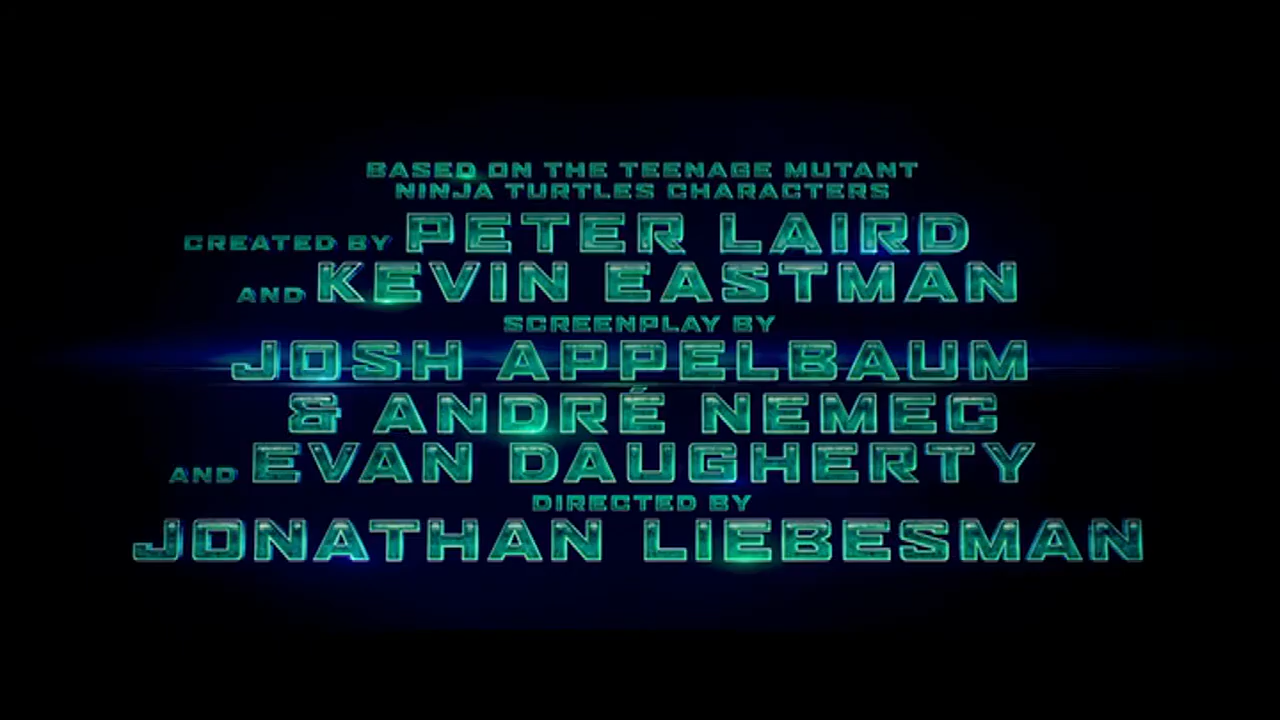 BASED ON THE TEENAGE MUTANT
NINJA TURTLES CHARACTERS
CREATED BY PETER LAIRD
AND KEVIN EASTMAN
SCREENPLAY BY
JOSH APPELBAUM
& ANDRÉ NEMEC
AND EVAN DAUGHERTY
DIRECTED BY
JONATHAN LIEBESMAN